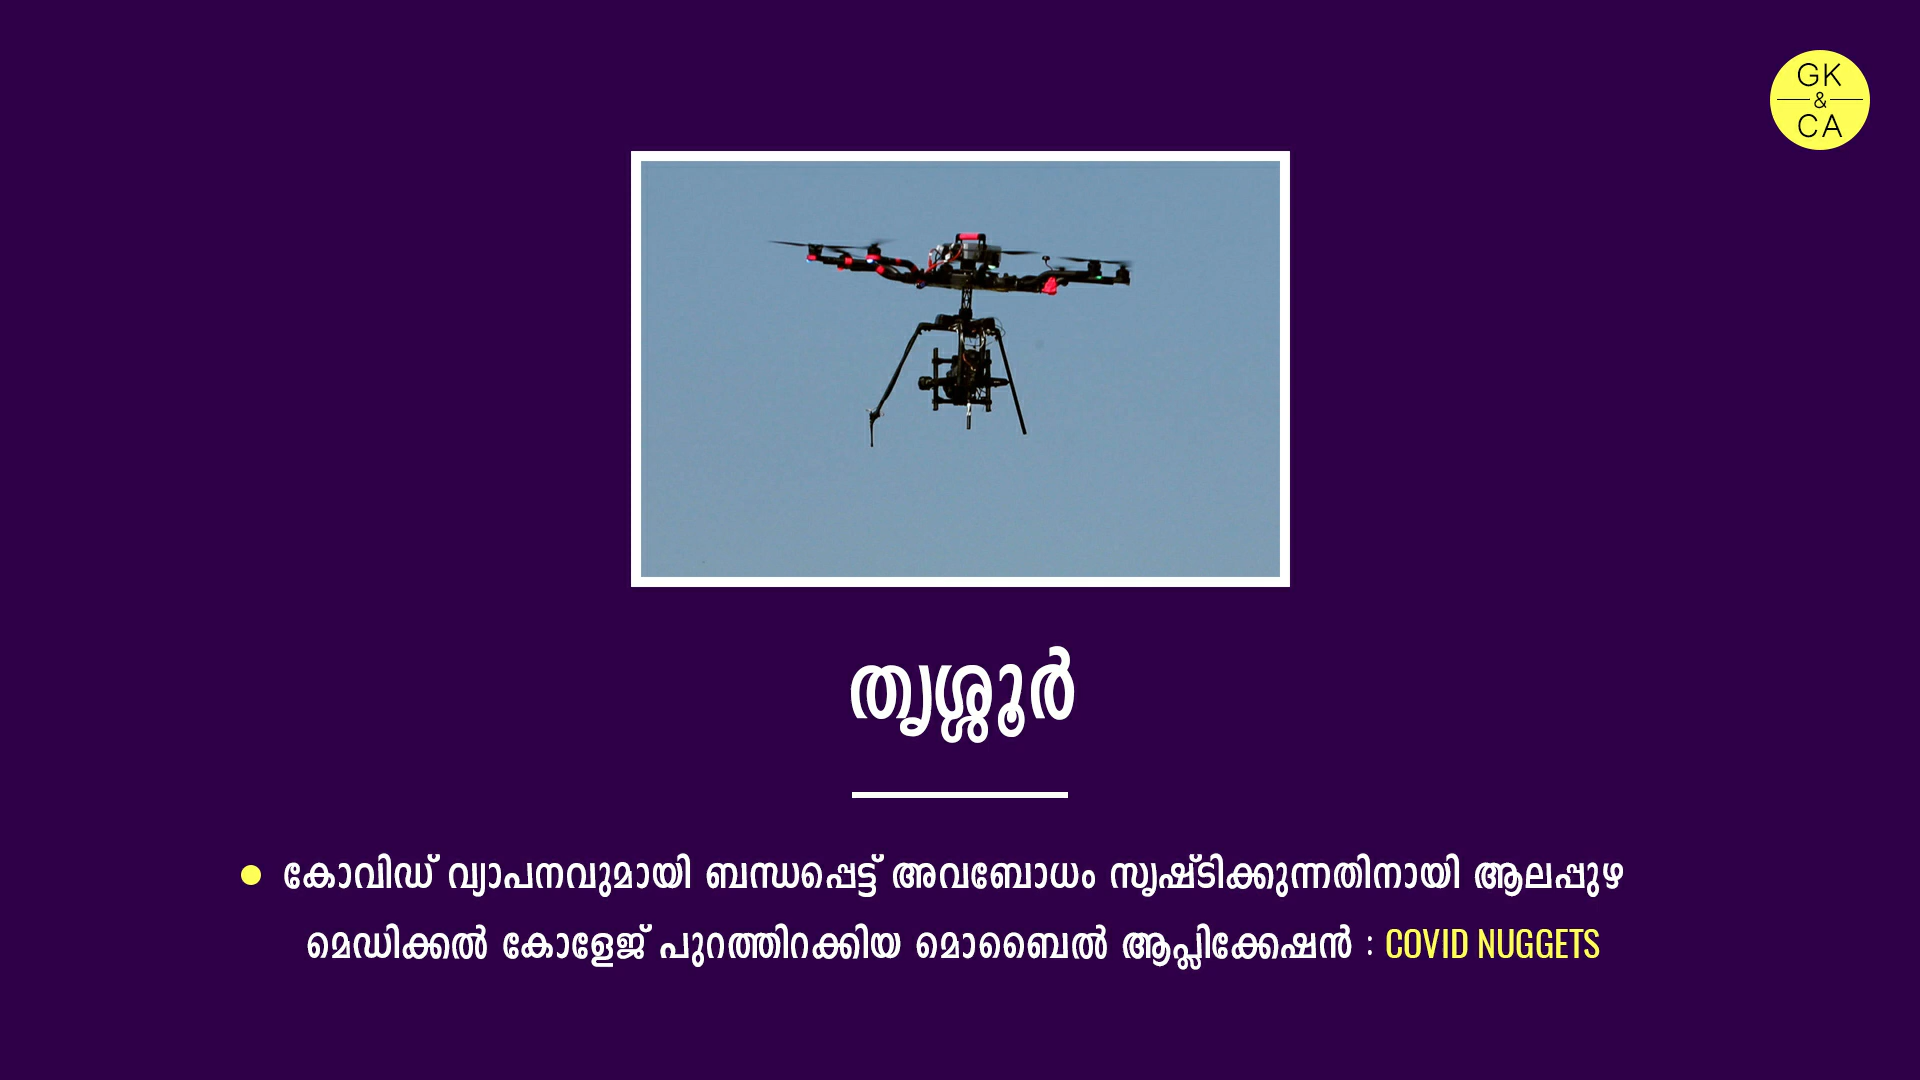 GK
&
CA
തൃശ്ശൂർ
കോവിഡ് വ്യാപനവുമായി ബന്ധപ്പെട്ട് അവബോധം സൃഷ്ടിക്കുന്നതിനായി ആലപ്പുഴ
മെഡിക്കൽ കോളേജ് പുറത്തിറക്കിയ മൊബൈൽ ആപ്ലിക്കേഷൻ : COVID NUGGETS